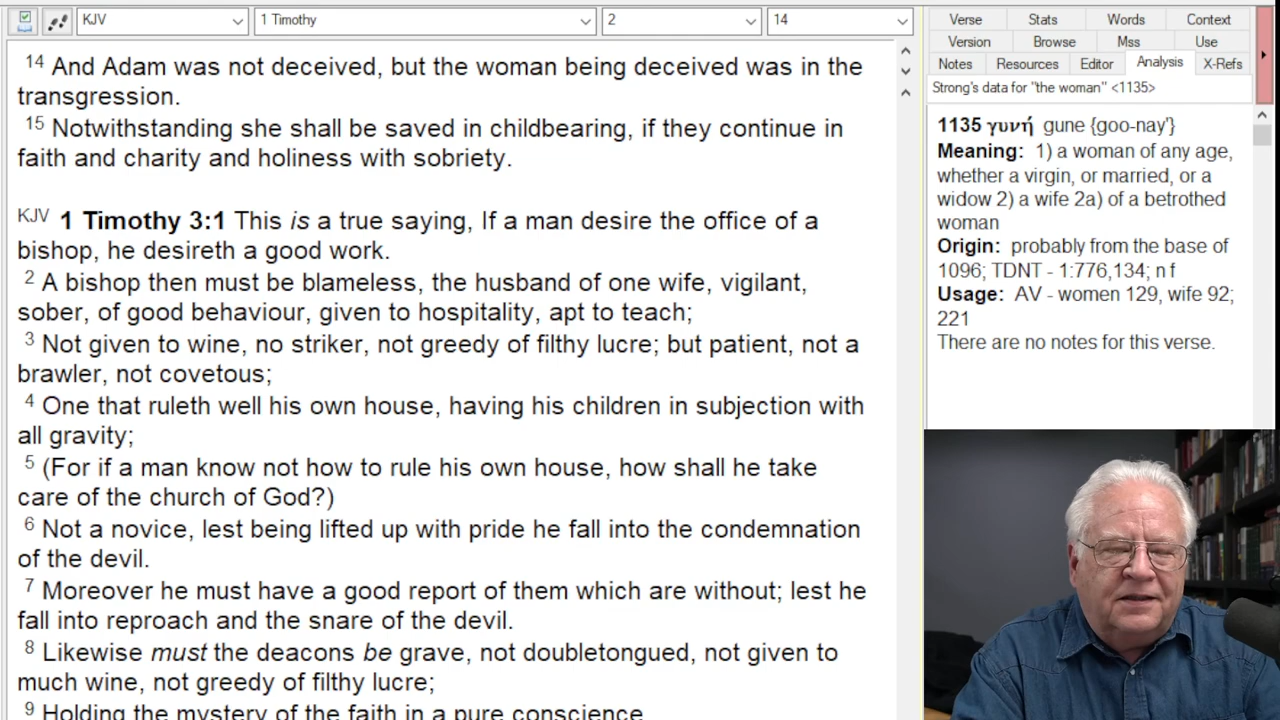 KJV 1 Timothy 2 14
Verse Stats Words Context
Version Browse Mss Use
Notes Resources Editor Analysis X-Refs
Strong's data for "the woman" <1135>
14 And Adam was not deceived, but the woman being deceived was in the
transgression.
15 Notwithstanding she shall be saved in childbearing, if they continue in
faith and charity and holiness with sobriety.
KJV 1 Timothy 3:1 This is a true saying, If a man desire the office of a
bishop, he desireth a good work.
2 A bishop then must be blameless, the husband of one wife, vigilant,
sober, of good behaviour, given to hospitality, apt to teach;
3 Not given to wine, no striker, not greedy of filthy lucre; but patient, not a
brawler, not covetous;
4 One that ruleth well his own house, having his children in subjection with
all gravity;
5 (For if a man know not how to rule his own house, how shall he take
care of the church of God?)
6 Not a novice, lest being lifted up with pride he fall into the condemnation
of the devil.
7 Moreover he must have a good report of them which are without; lest he
fall into reproach and the snare of the devil.
8 Likewise must the deacons be grave, not doubletongued, not given to
much wine, not greedy of filthy lucre;
9 Holding the mystery of the faith in a pure conscience
1135 γυνή gune {goo-nay'}
Meaning: 1) a woman of any age,
whether a virgin, or married, or a
widow 2) a wife 2a) of a betrothed
woman
Origin: probably from the base of
1096; TDNT - 1:776,134; n f
Usage: AV - women 129, wife 92;
221
There are no notes for this verse.